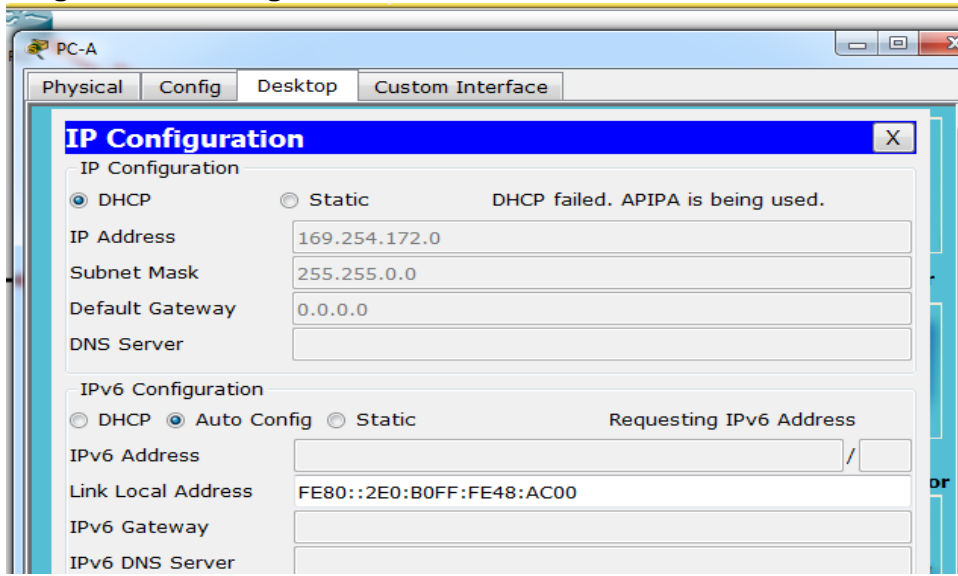 PC-A
Physical Config Desktop Custom Interface
IP Configuration X
IP Configuration
DHCP Static DHCP failed. APIPA is being used.
IP Address 169.254.172.0
Subnet Mask 255.255.0.0
Default Gateway 0.0.0.0
DNS Server
IPv6 Configuration
DHCP Auto Config Static Requesting IPv6 Address
IPv6 Address /
Link Local Address FE80::2E0:B0FF:FE48:AC00
IPv6 Gateway
IPv6 DNS Server